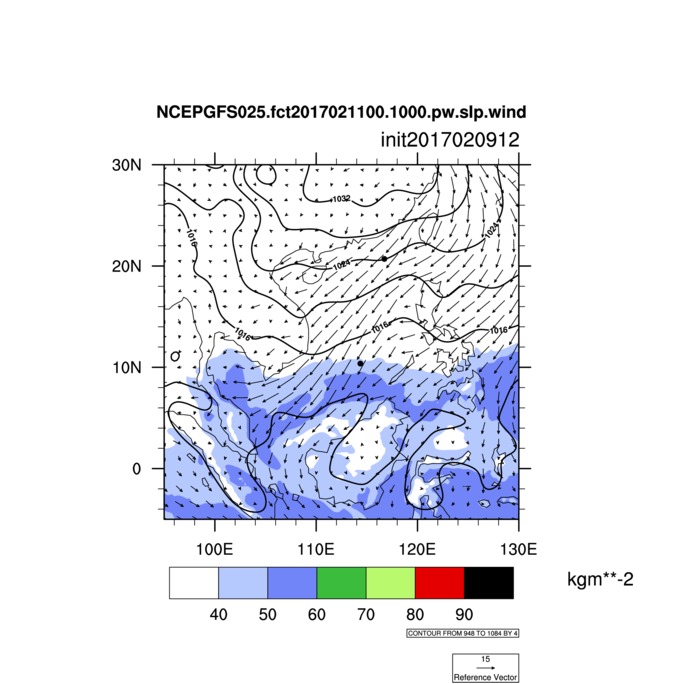 NCEPGFS025.fct2017021100.1000.pw.slp.wind
init2017020912
30N
1032
1016
1024
1024
20N
1016
1016
1016
10N
0
100E 110E 120E 130E
kgm**-2
40 50 60 70 80 90
CONTOUR FROM 948 TO 1084 BY 4
15
Reference Vector